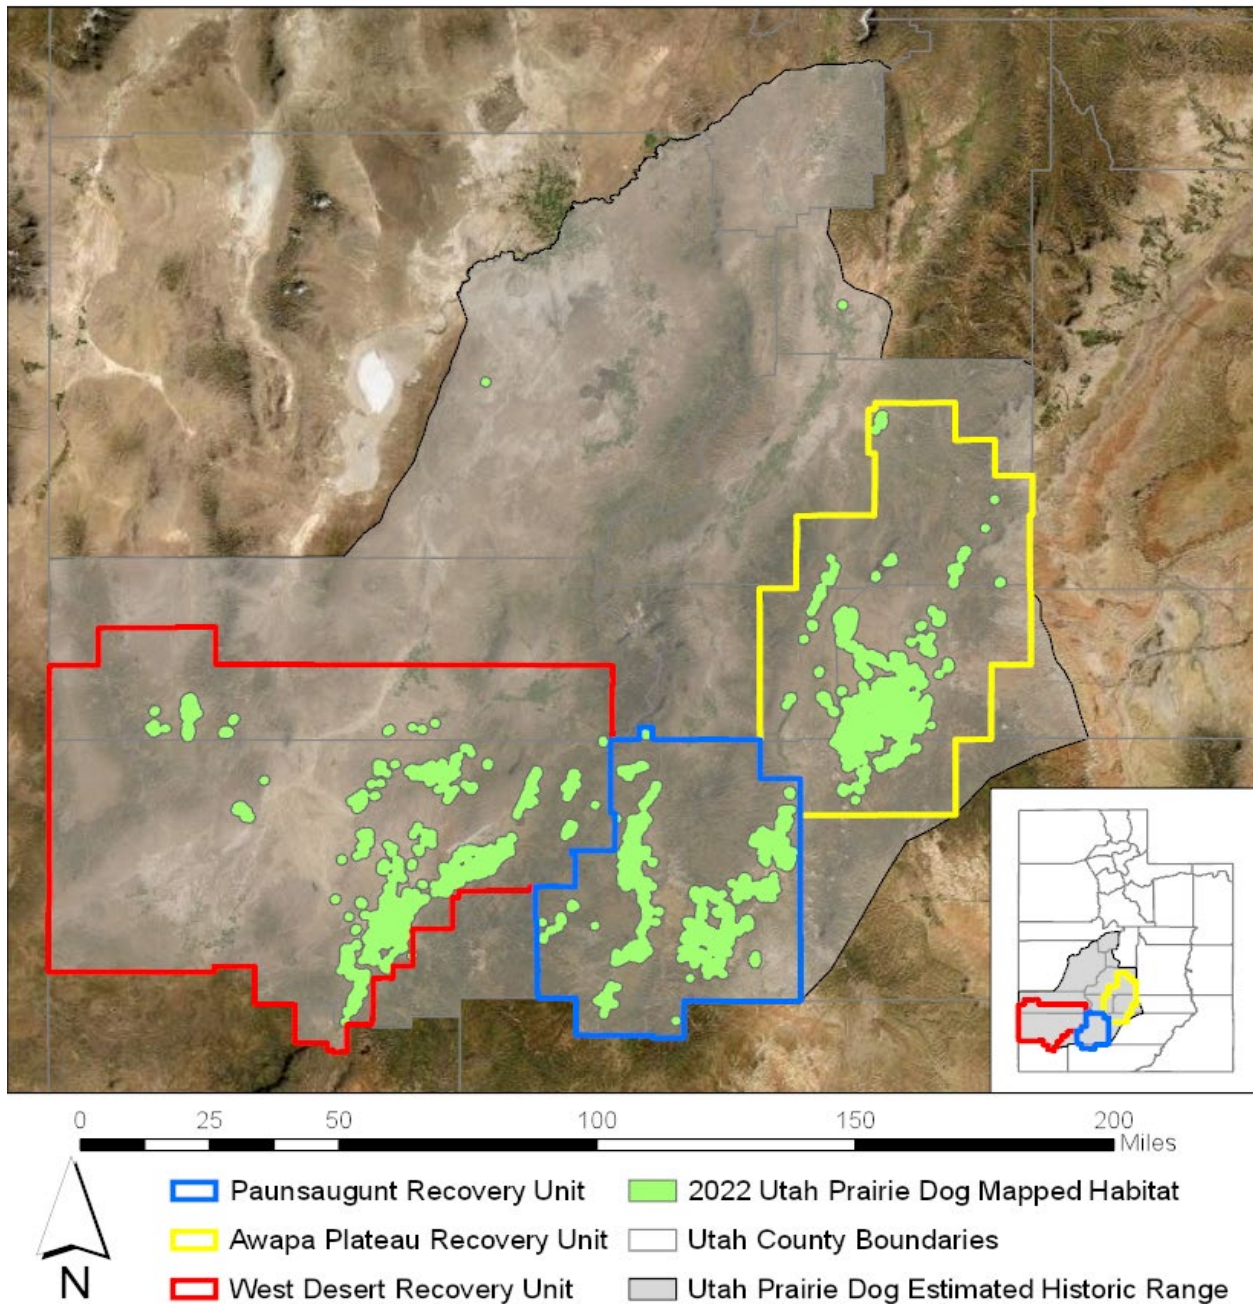 0 25 50 100 150 200
Miles
Paunsaugunt Recovery Unit
Awapa Plateau Recovery Unit
West Desert Recovery Unit
2022 Utah Prairie Dog Mapped Habitat
Utah County Boundaries
Utah Prairie Dog Estimated Historic Range
N